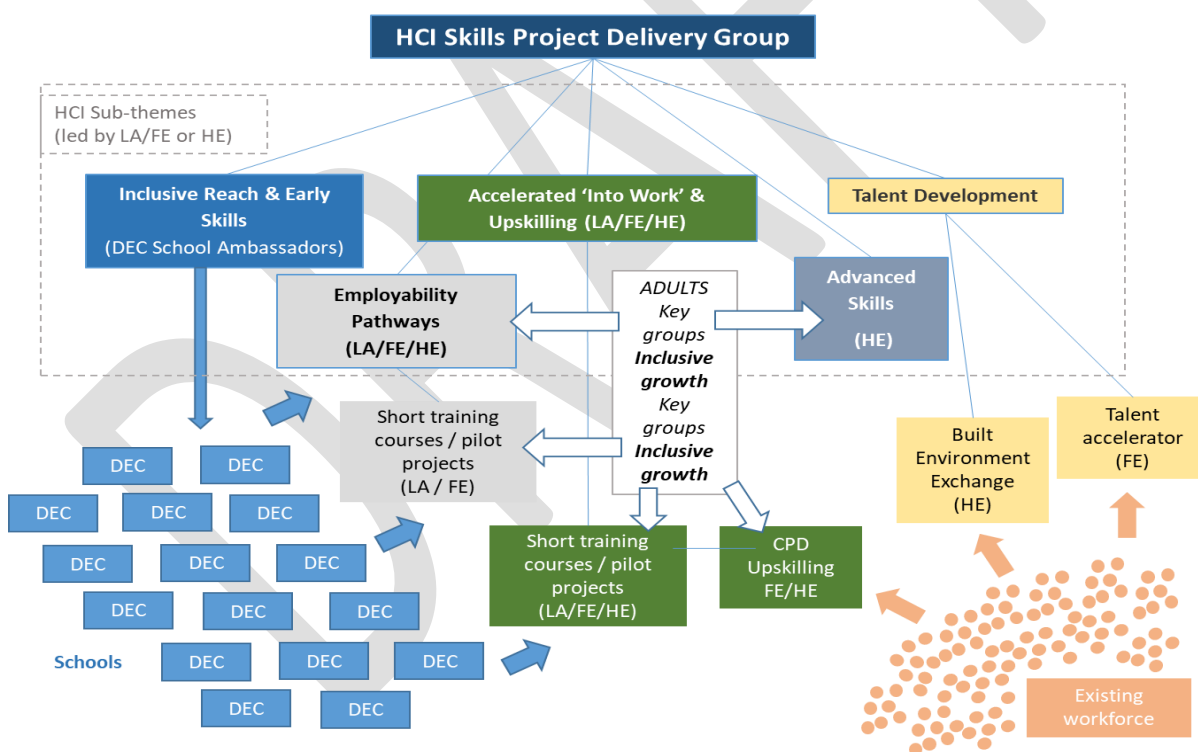 HCI Skills Project Delivery Group
HCI Sub-themes
(led by LA/FE or HE)
Inclusive Reach & Early
Skills
(DEC School Ambassadors)
Accelerated ‘Into Work’ &
Upskilling (LA/FE/HE)
Talent Development
Employability
Pathways
(LA/FE/HE)
ADULTS
Key
groups
Inclusive
growth
Key
groups
Inclusive
growth
Advanced
Skills
(HE)
Short training
courses / pilot
projects
(LA / FE)
Built
Environment
Exchange
(HE)
Talent
accelerator
(FE)
Short training
courses / pilot
projects
(LA/FE/HE)
CPD
Upskilling
FE/HE
DEC
DEC
DEC
DEC
DEC
DEC
DEC
DEC
DEC
DEC
DEC
Schools
DEC
DEC
DEC
DEC
DEC
Existing
workforce
DRA